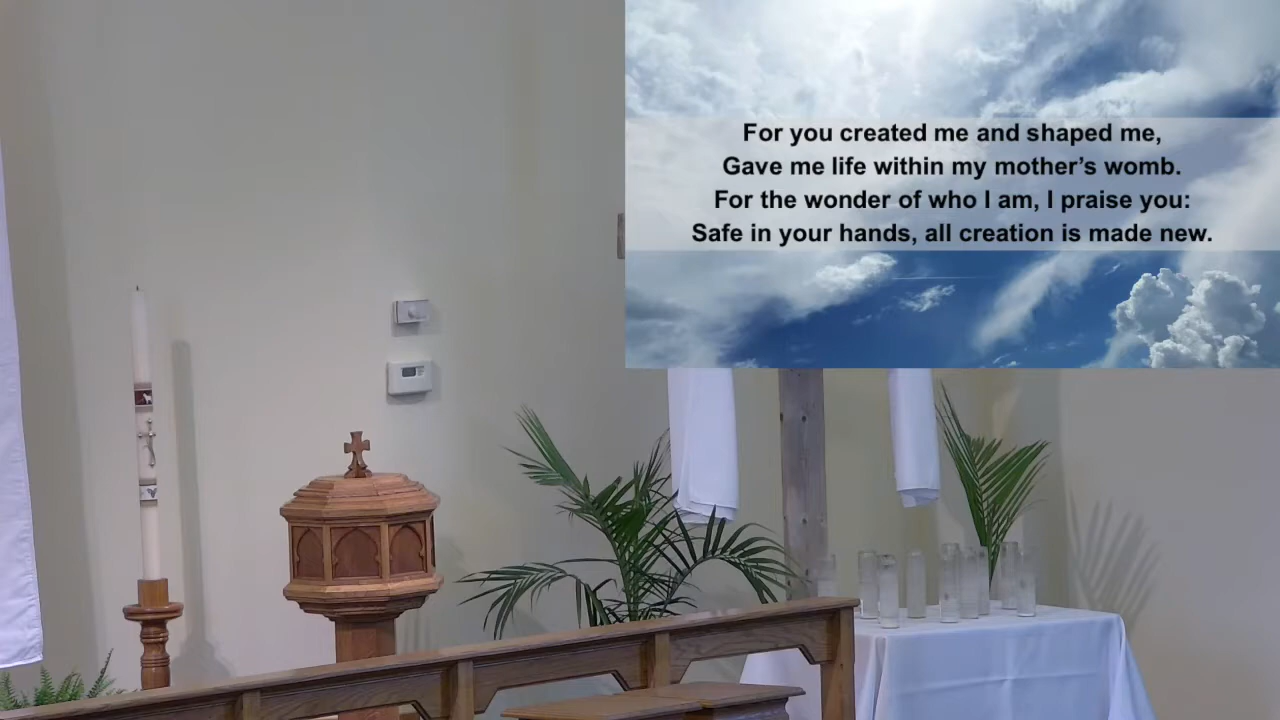 For you created me and shaped me,
Gave me life within my mother’s womb.
For the wonder of who I am, I praise you:
Safe in your hands, all creation is made new.